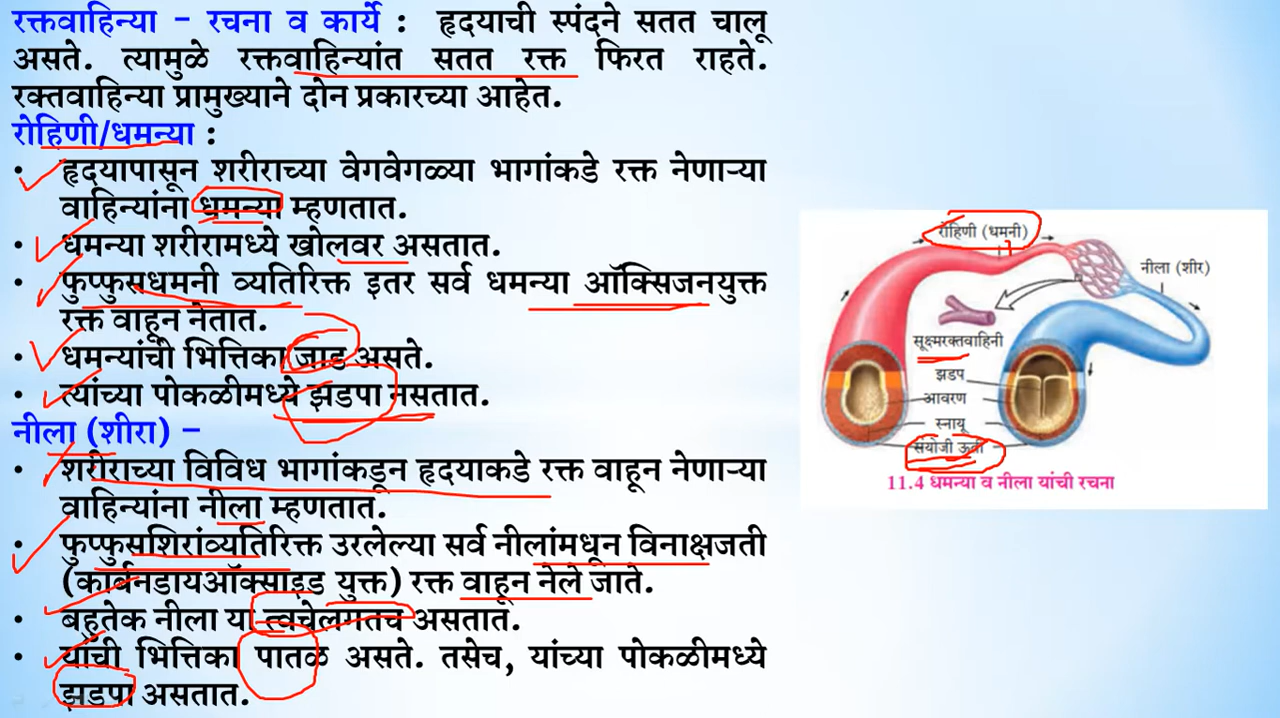 रक्तवाहिन्या - रचना व कार्ये : हृदयाची स्पंदने सतत चालू
असते. त्यामुळे रक्तवाहिन्यांत सतत रक्त फिरत राहते.
रक्तवाहिन्या प्रामुख्याने दोन प्रकारच्या आहेत.
रोहिणी/धमन्या :
• हृदयापासून शरीराच्या वेगवेगळ्या भागांकडे रक्त नेणाऱ्या
वाहिन्यांना धमन्या म्हणतात.
• धमन्या शरीरामध्ये खोलवर असतात.
• फुप्फुसधमनी व्यतिरिक्त इतर सर्व धमन्या ऑक्सिजनयुक्त
रक्त वाहून नेतात.
• धमन्यांची भित्तिका जाड असते.
• त्यांच्या पोकळीमध्ये झडपा नसतात.
नीला (शीरा) –
• शरीराच्या विविध भागांकडून हृदयाकडे रक्त वाहून नेणाऱ्या
वाहिन्यांना नीला म्हणतात.
• फुप्फुसशिरांव्यतिरिक्त उरलेल्या सर्व नीलांमधून विनाक्षजती
(कार्बनडायऑक्साइड युक्त) रक्त वाहून नेले जाते.
• बहुतेक नीला या त्वचेलगतच असतात.
• यांची भित्तिका पातळ असते. तसेच, यांच्या पोकळीमध्ये
झडपा असतात.
रोहिणी (धमनी)
नीला (शीर)
सूक्ष्मरक्तवाहिनी
झडप
आवरण
स्नायू
संयोजी ऊती
11.4 धमन्या व नीला यांची रचना